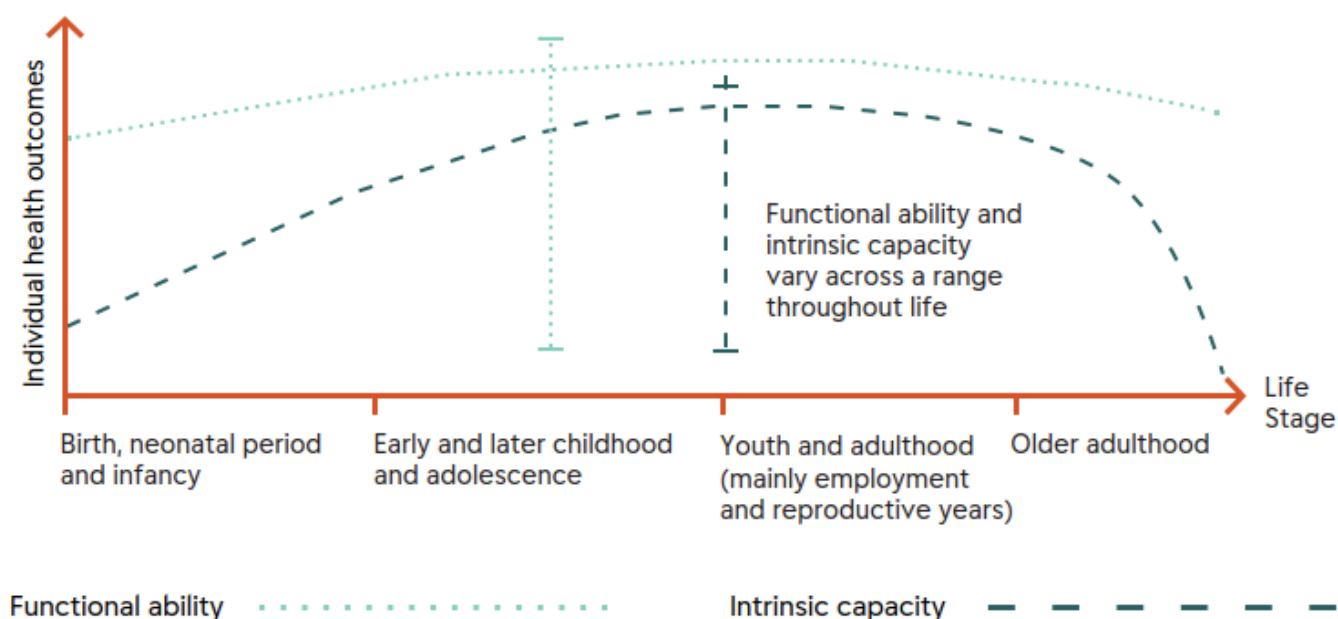 Individual health outcomes
Functional ability and
intrinsic capacity
vary across a range
throughout life
Life
Stage
Birth, neonatal period
and infancy
Early and later childhood
and adolescence
Youth and adulthood
(mainly employment
and reproductive years)
Older adulthood
Functional ability
Intrinsic capacity